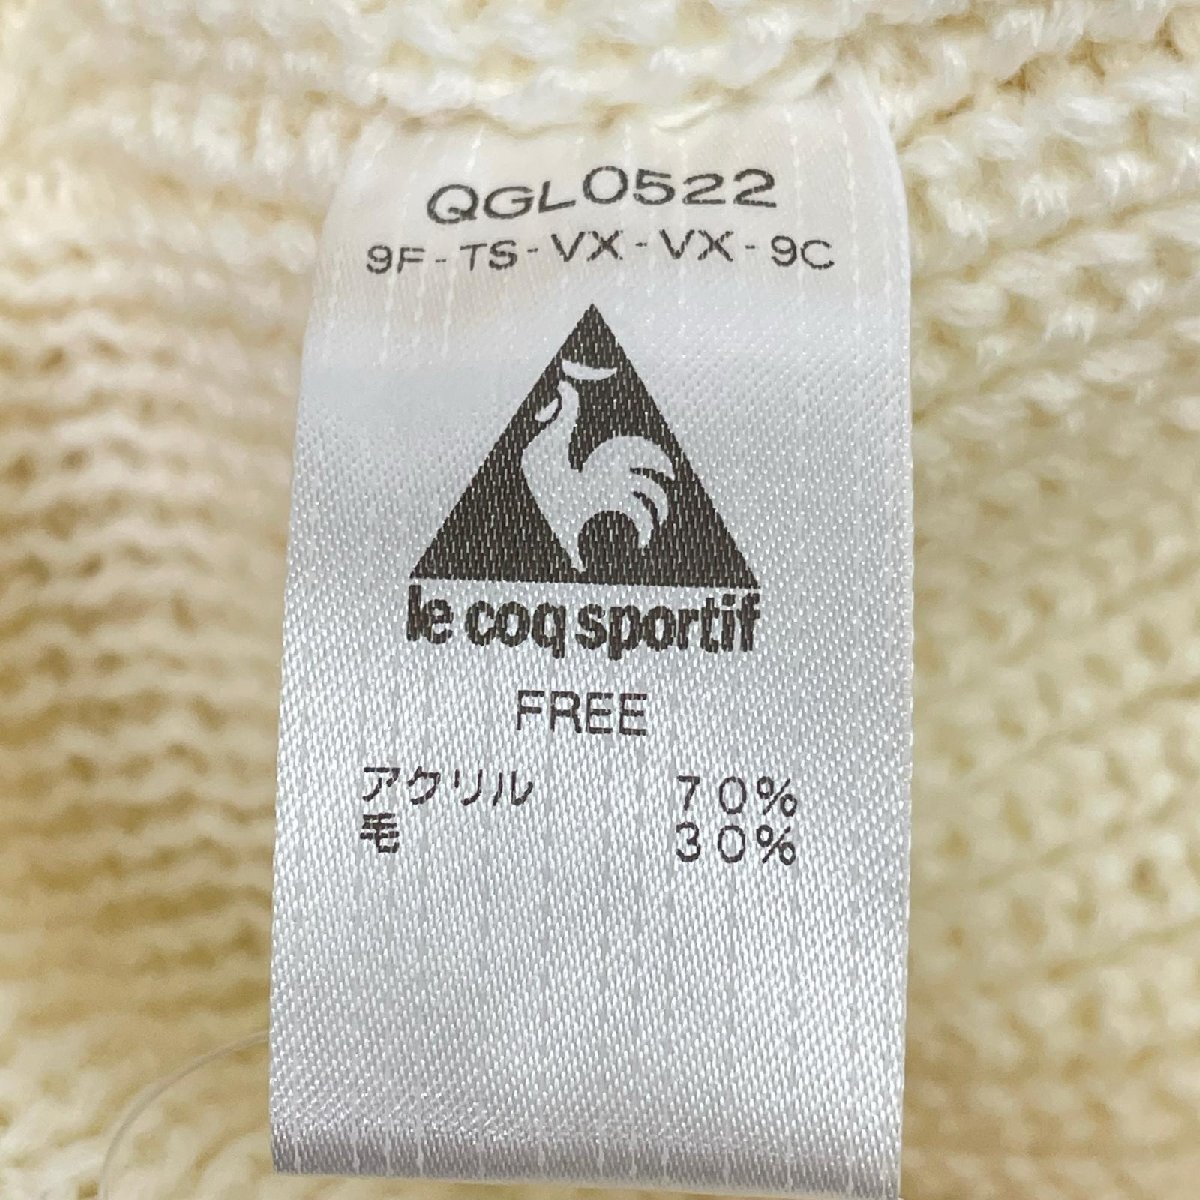 QGL0522
9F-TS-VX-VX-9C
le coq sportif
FREE
アクリル 70%
毛 30%